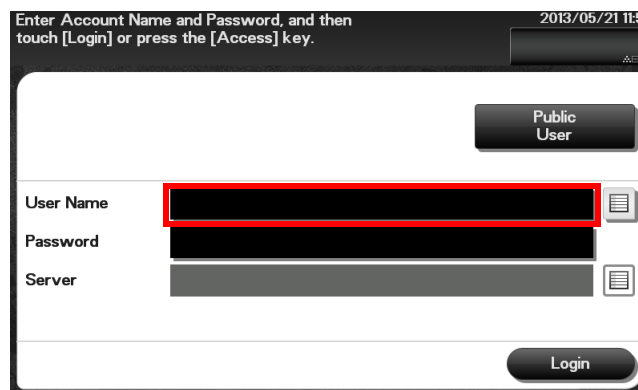 Enter Account Name and Password, and then
touch [Login] or press the [Access] key.
2013/05/21
Public
User
User Name
Password
Server
Login